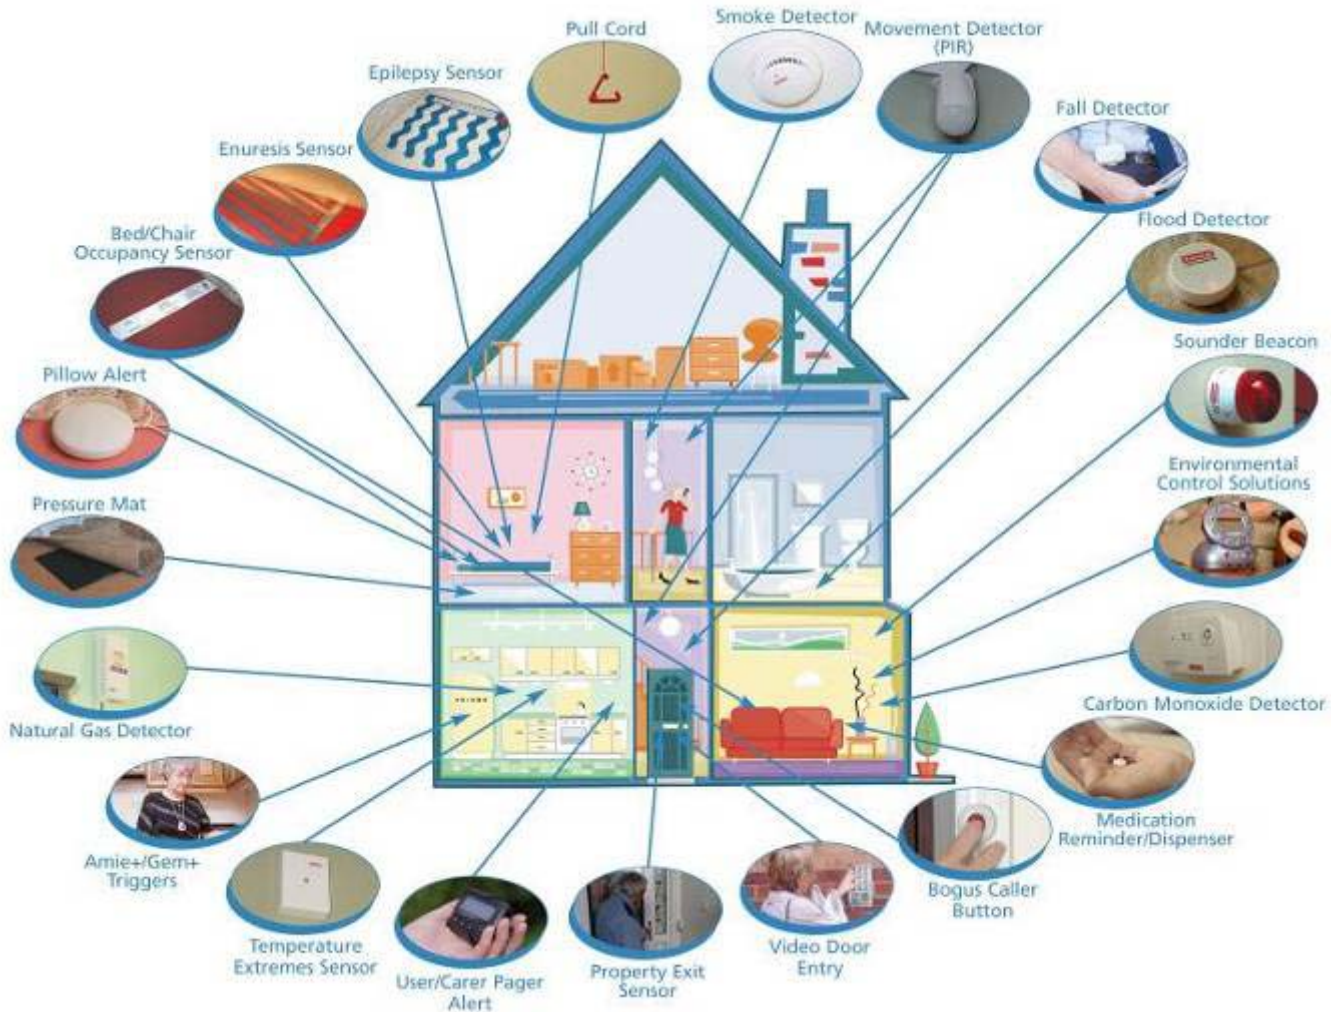 Pull Cord
Smoke Detector
Movement Detector
(PIR)
Epilepsy Sensor
Fall Detector
Enuresis Sensor
Flood Detector
Bed/Chair
Occupancy Sensor
Sounder Beacon
Pillow Alert
Environmental
Control Solutions
Pressure Mat
Carbon Monoxide Detector
Natural Gas Detector
Medication
Reminder/Dispenser
Amie+/Gem+
Triggers
Bogus Caller
Button
Temperature
Extremes Sensor
User/Carer Pager
Alert
Property Exit
Sensor
Video Door
Entry